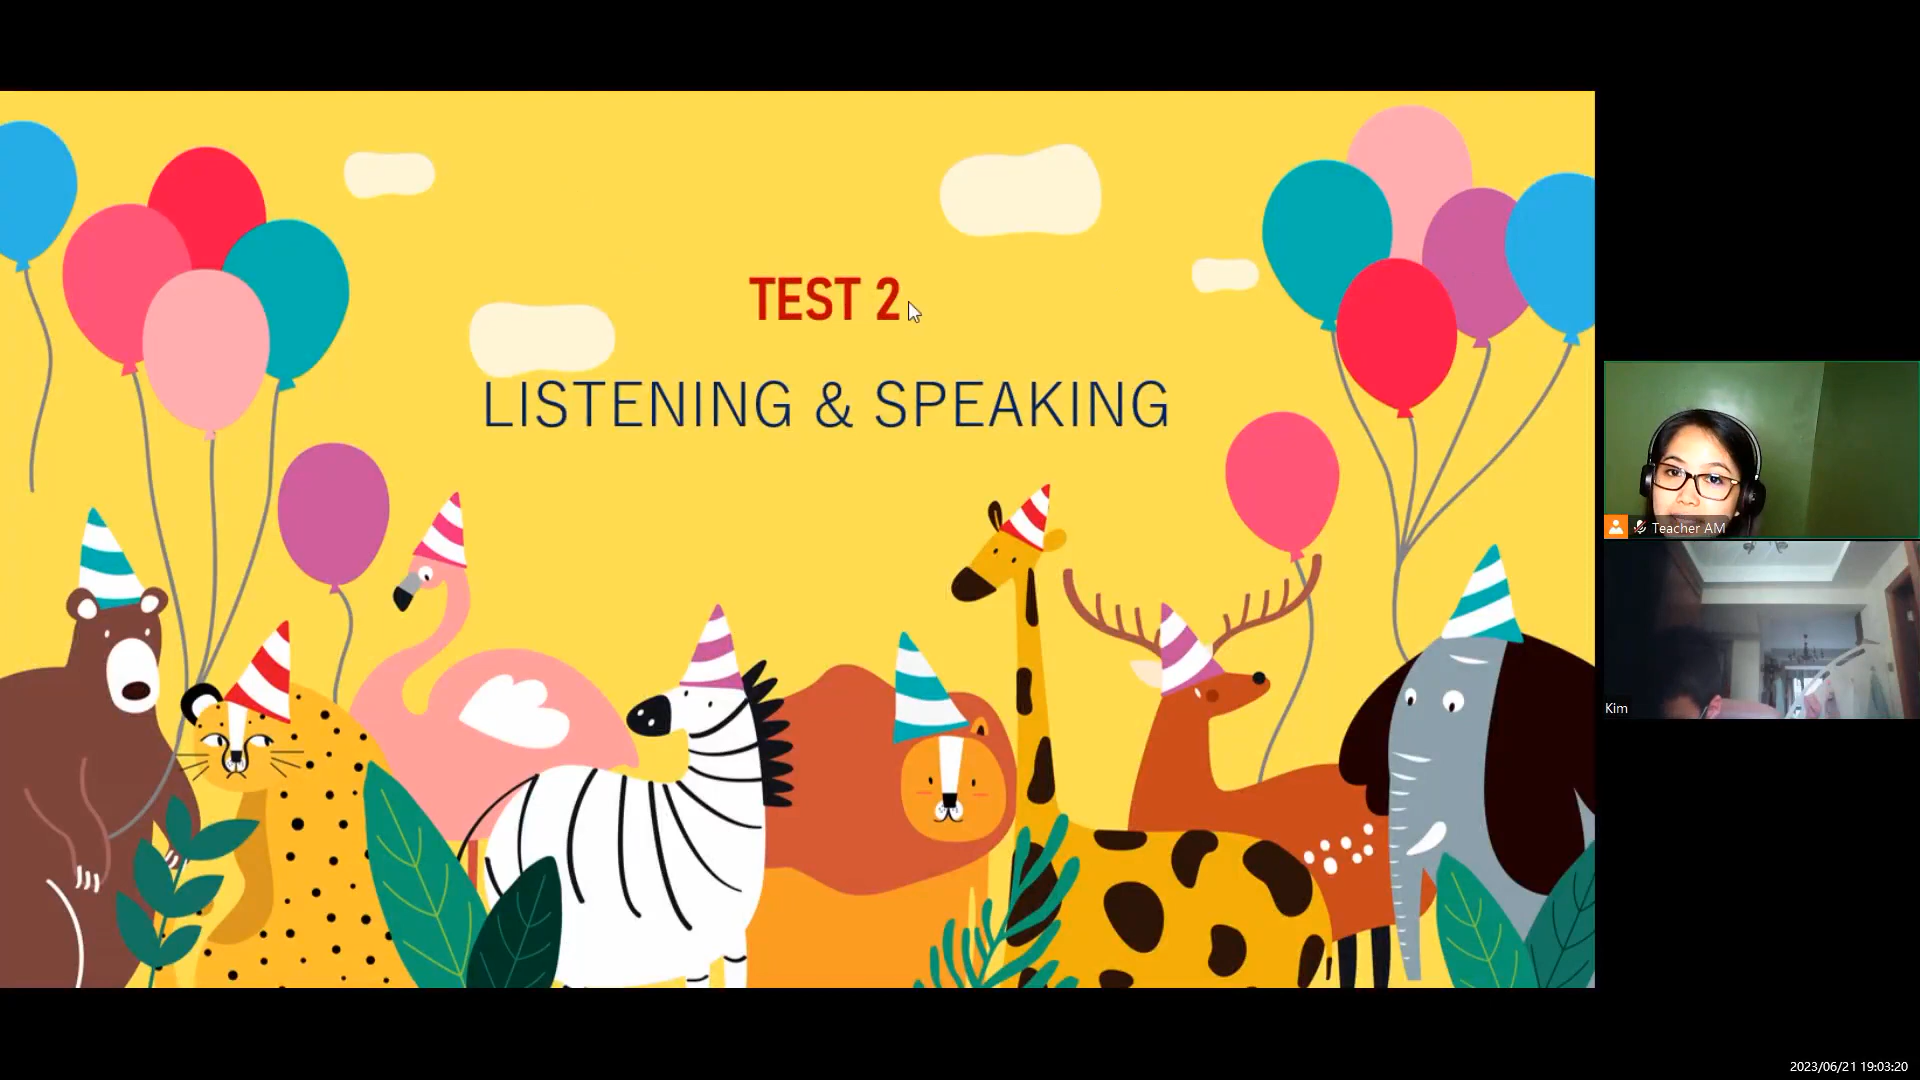 TEST 2
LISTENING & SPEAKING
Teacher AM
Kim
2023/06/21 19:03:20